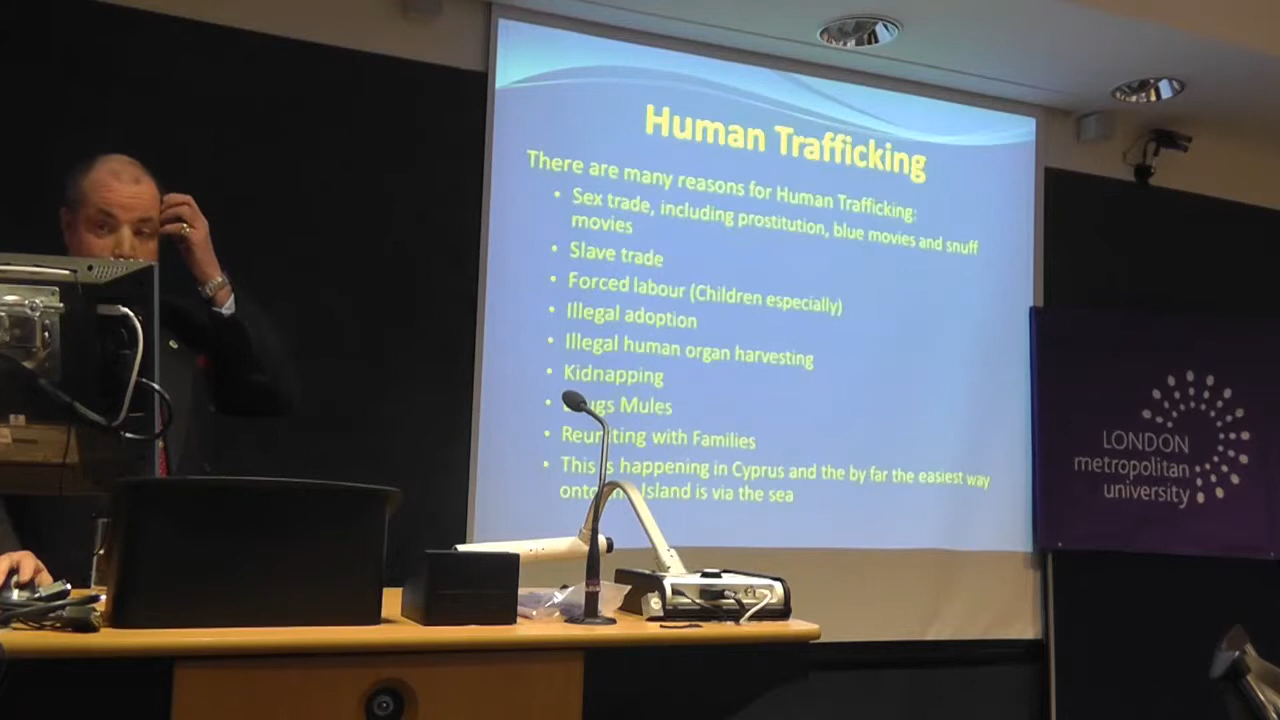 Human Trafficking
There are many reasons for Human Trafficking:
• Sex trade, including prostitution, blue movies and snuff
movies
• Slave trade
• Forced labour (Children especially)
• Illegal adoption
• Illegal human organ harvesting
• Kidnapping
• Drugs Mules
• Reuniting with Families
• This is happening in Cyprus and the by far the easiest way
Island is via the sea
LONDON
metropolitan
university